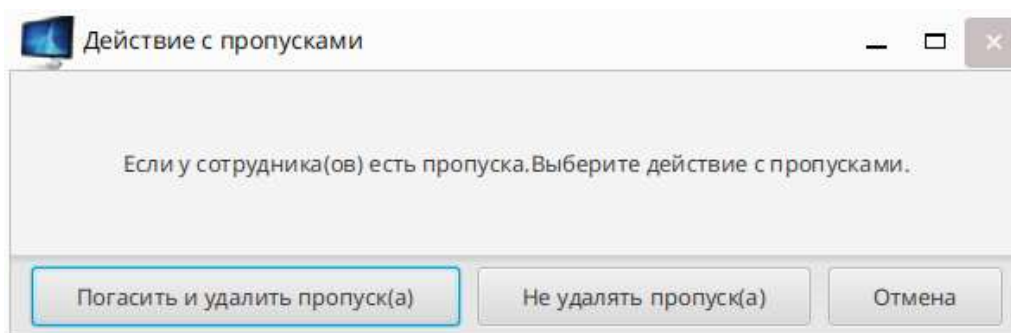 Действие с пропусками
Если у сотрудника(ов) есть пропуска.Выберите действие с пропусками.
Погасить и удалить пропуск(а) Не удалять пропуск(а) Отмена